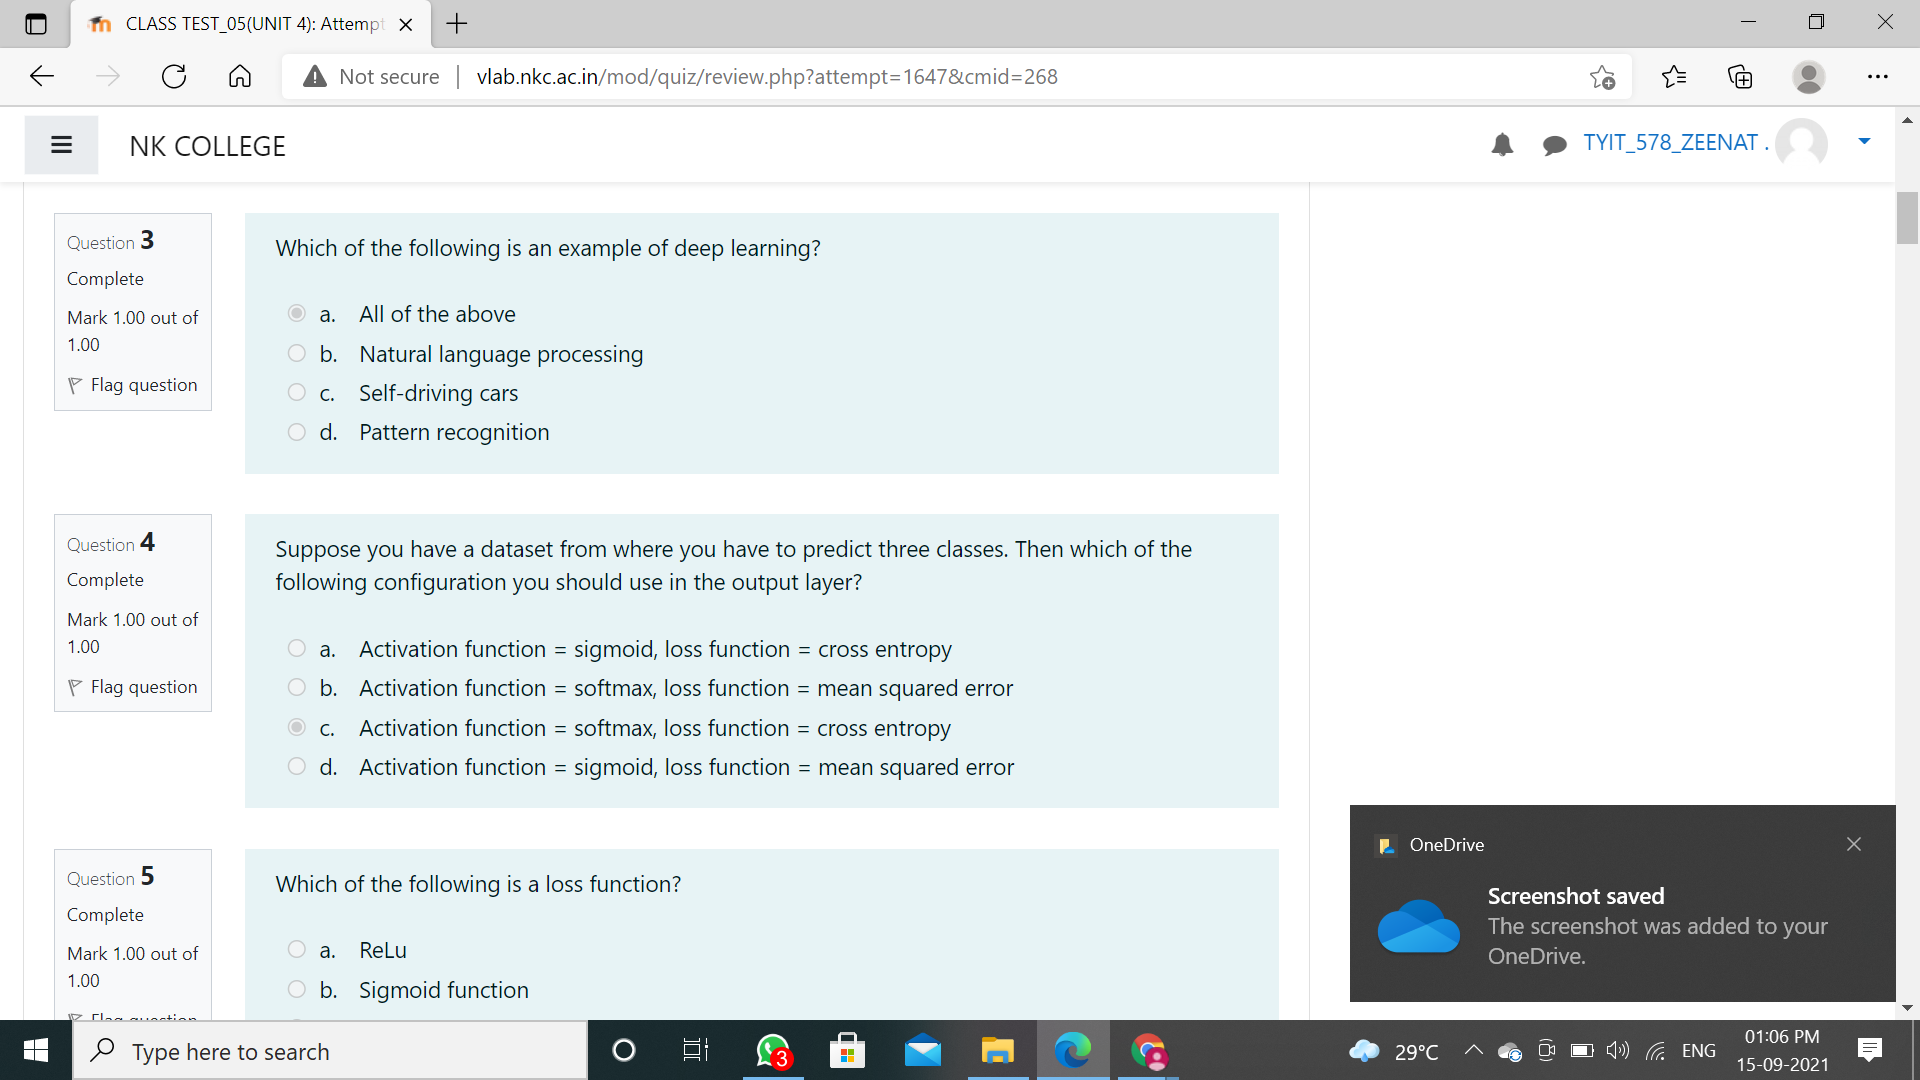 CLASS TEST_05(UNIT 4): Attempt
Not secure
vlab.nkc.ac.in/mod/quiz/review.php?attempt=1647&cmid=268
NK COLLEGE
TYIT_578_ZEENAT .
Question 3
Complete
Mark 1.00 out of
1.00
Flag question
Which of the following is an example of deep learning?
a. All of the above
b. Natural language processing
c. Self-driving cars
d. Pattern recognition
Question 4
Complete
Mark 1.00 out of
1.00
Flag question
Suppose you have a dataset from where you have to predict three classes. Then which of the
following configuration you should use in the output layer?
a. Activation function = sigmoid, loss function = cross entropy
b. Activation function = softmax, loss function = mean squared error
c. Activation function = softmax, loss function = cross entropy
d. Activation function = sigmoid, loss function = mean squared error
Question 5
Complete
Mark 1.00 out of
1.00
Flag question
Which of the following is a loss function?
a. ReLu
b. Sigmoid function
OneDrive
Screenshot saved
The screenshot was added to your
OneDrive.
Type here to search
3
29°C
ENG
01:06 PM
15-09-2021